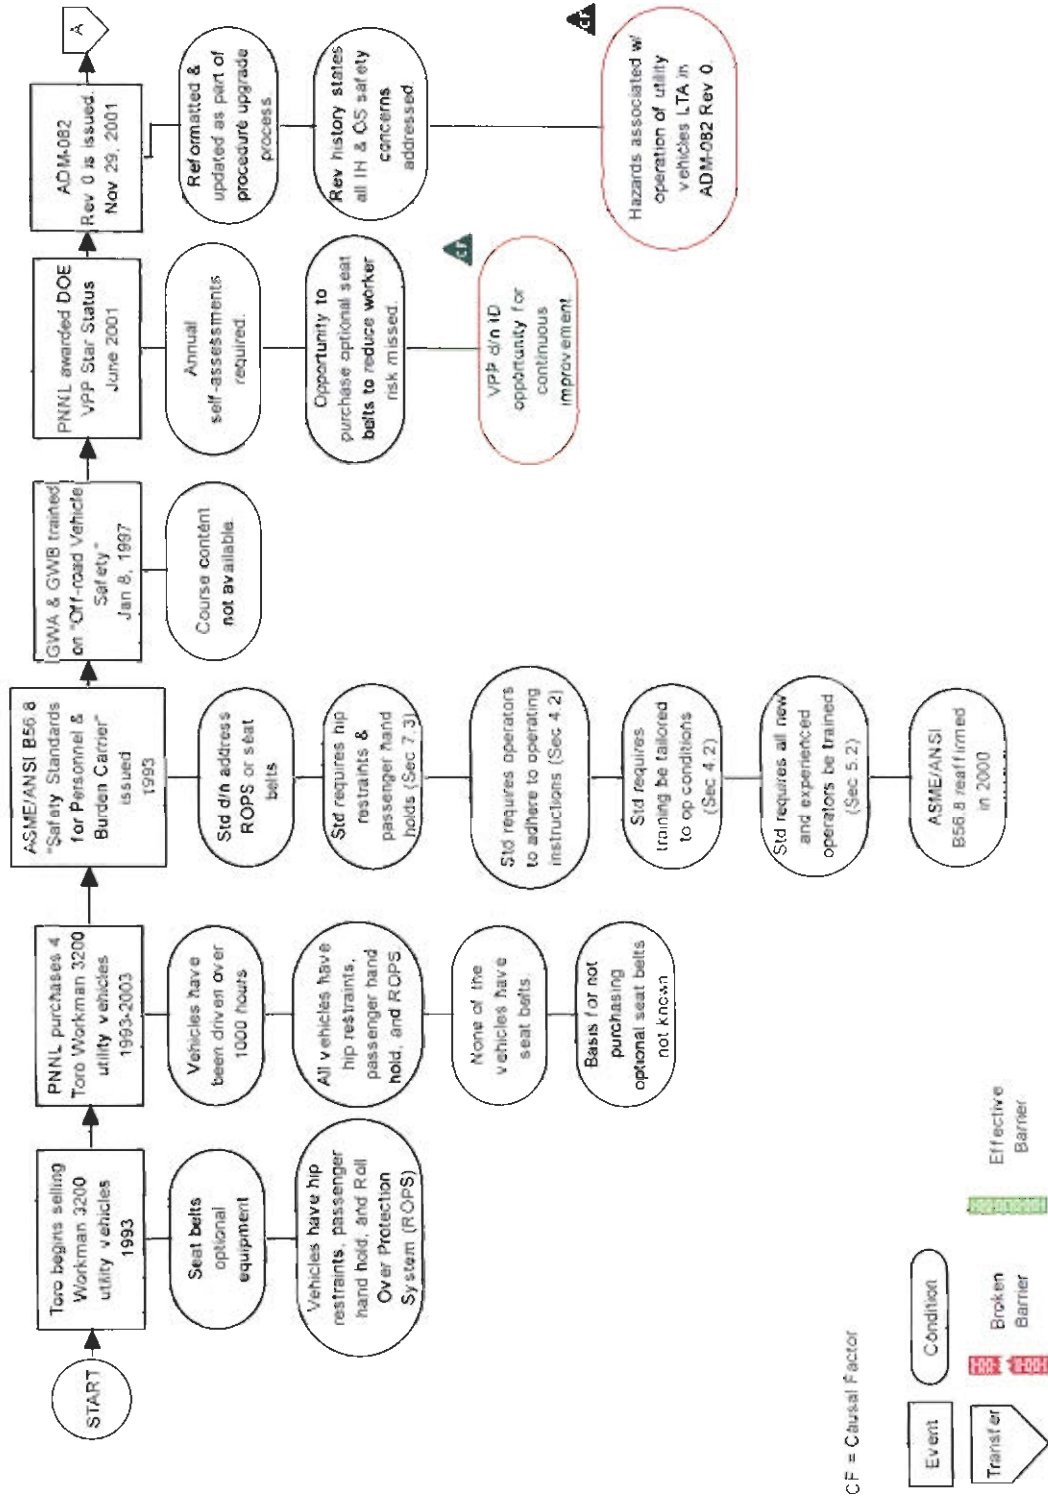 START
Toro begins selling
Workman 3200
utility vehicles
1993
Seat belts
optional
equipment
Vehicles have hip
restraints, passenger
hand hold, and Roll
Over Protection
System (ROPS)
PNNL purchases 4
Toro Workman 3200
utility vehicles
1993-2003
Vehicles have
been driven over
1000 hours
All vehicles have
hip restraints,
passenger hand
hold, and ROPS.
None of the
vehicles have
seat belts.
Basis for not
purchasing
optional seat belts
not known
ASME/ANSI B56.8
"Safety Standards
for Personnel &
Burden Carrier"
issued
1993
Std d/n address
ROPS or seat
belts
Std requires hip
restraints &
passenger hand
holds (Sec 7.3)
Std requires operators
to adhere to operating
instructions (Sec 4.2)
Std requires
training be tailored
to op conditions
(Sec 4.2)
Std requires all new
and experienced
operators be trained
(Sec 5.2)
ASME/ANSI
B56.8 reaffirmed
in 2000
GWA & GWB trained
on "Off-road Vehicle
Safety"
Jan 8, 1997
Course content
not available.
PNNL awarded DOE
VPP Star Status
June 2001
Annual
self-assessments
required.
Opportunity to
purchase optional seat
belts to reduce worker
risk missed.
CF
VPP d/n ID
opportunity for
continuous
improvement
ADM-082
Rev 0 is issued.
Nov 29, 2001
Reformatted &
updated as part of
procedure upgrade
process.
Rev history states
all IH & OS safety
concerns
addressed.
CF
Hazards associated w/
operation of utility
vehicles LTA in
ADM-082 Rev 0.
A
CF = Causal Factor
Event
Condition
Transfer
Broken
Barrier
Effective
Barrier